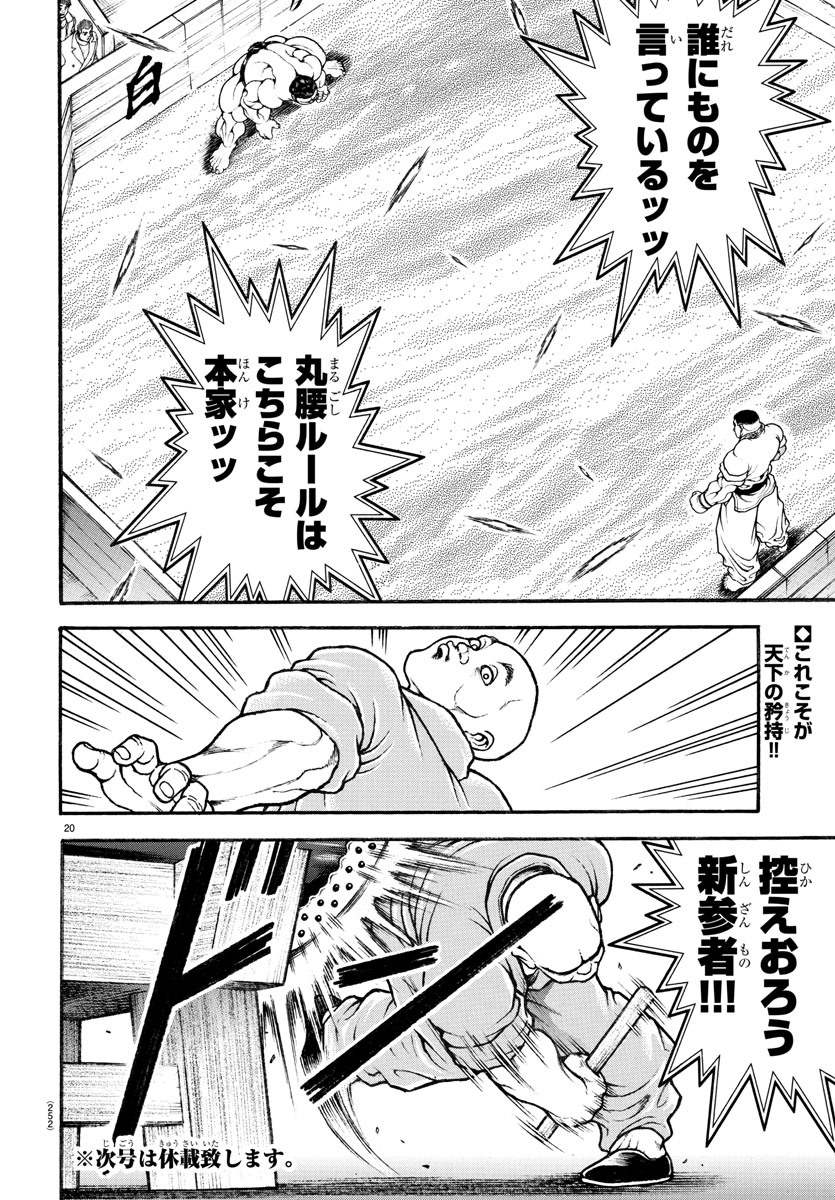 誰にものを
言っているッッ
白
丸腰ルールは
こちらこそ
本家ッッ
◆これこそが
天下の矜持!!
控えおろう
新参者!!!
ドド
※次号は休載致します。
20
(252)